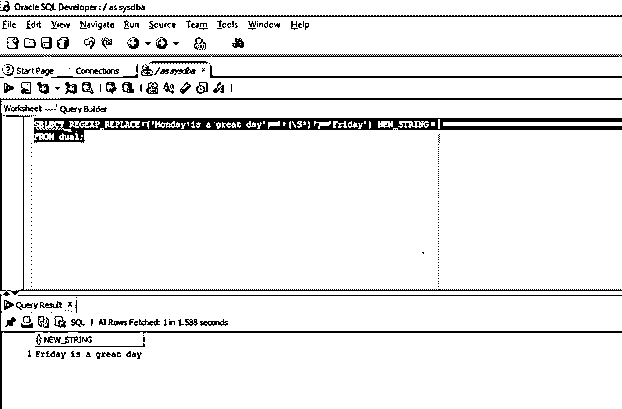 Oracle SQL Developer : / as sysdba
File Edit View Navigate Run Source Team Tools Window Help
Start Page Connections / as sysdba
Worksheet Query Builder
SELECT REGEXP_REPLACE ('Monday is a great day' , '(\S*)' , 'Friday') NEW_STRING
FROM dual;
Query Result
SQL | All Rows Fetched: 1 in 1.538 seconds
NEW_STRING
1 Friday is a great day